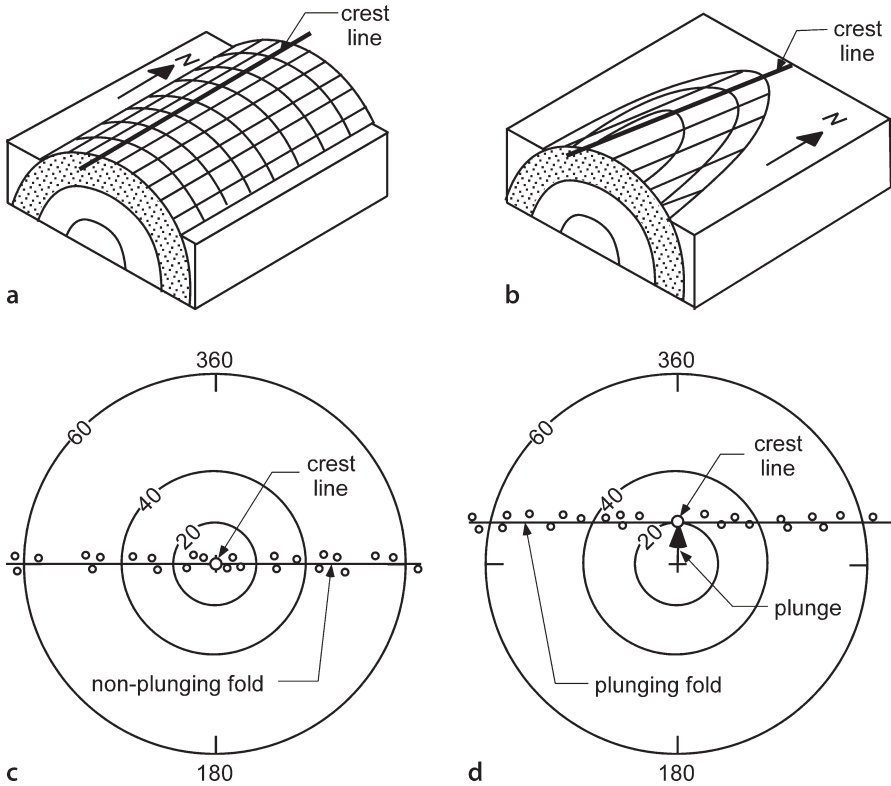 crest
line
N
a
crest
line
N
b
360
60
40
20
crest
line
non-plunging fold
180
c
360
60
40
20
crest
line
plunge
plunging fold
180
d